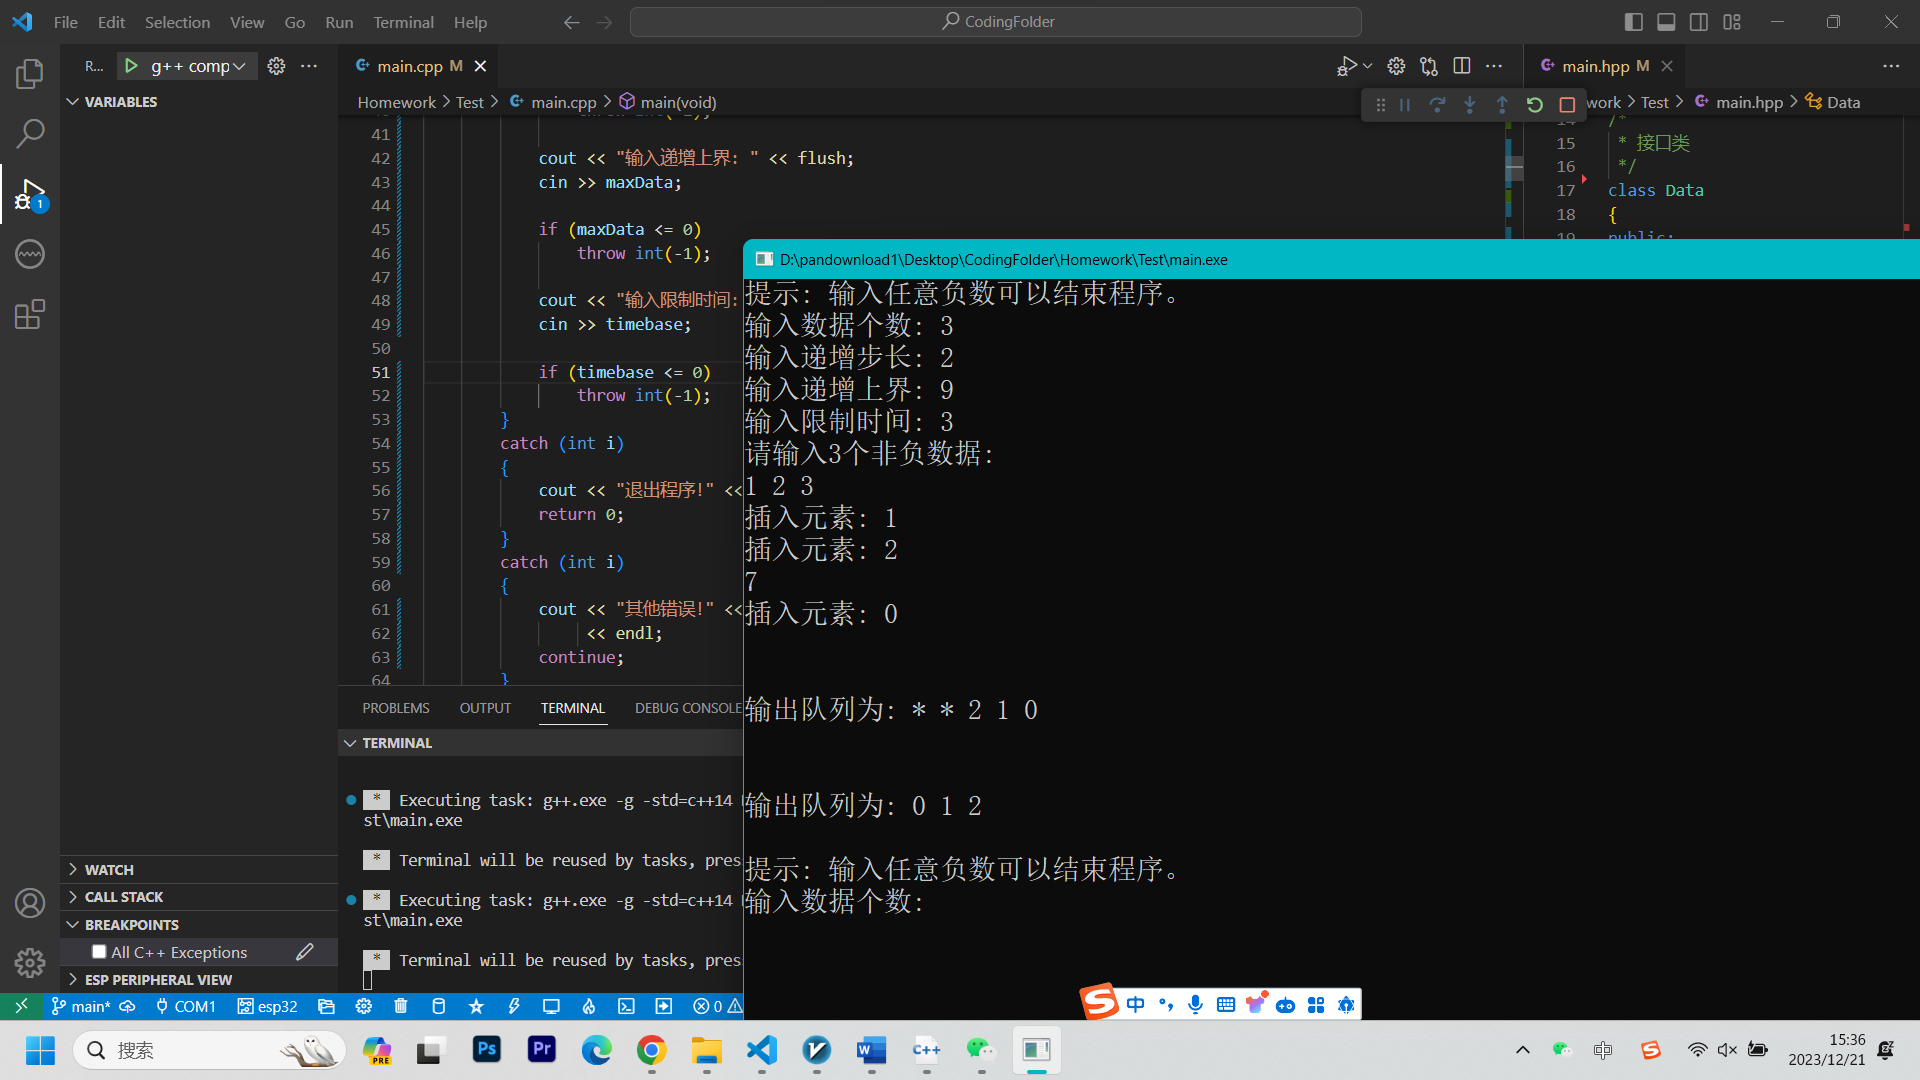 File Edit Selection View Go Run Terminal Help
CodingFolder
R... g++ comp
main.cpp M
main.hpp M
VARIABLES
Homework > Test > main.cpp > main(void)
work > Test > main.hpp > Data
41
42 cout << "输入递增上界: " << flush;
43 cin >> maxData;
44
45 if (maxData <= 0)
46 throw int(-1);
47
48 cout << "输入限制时间:
49 cin >> timebase;
50
51 if (timebase <= 0)
52 throw int(-1);
53 }
54 catch (int i)
55 {
56 cout << "退出程序!" <<
57 return 0;
58 }
59 catch (int i)
60 {
61 cout << "其他错误!" <<
62 << endl;
63 continue;
64 }
14 /*
15 * 接口类
16 */
17 class Data
18 {
19 public:
D:\pandownload1\Desktop\CodingFolder\Homework\Test\main.exe
提示: 输入任意负数可以结束程序。
输入数据个数: 3
输入递增步长: 2
输入递增上界: 9
输入限制时间: 3
请输入3个非负数据:
1 2 3
插入元素: 1
插入元素: 2
7
插入元素: 0
输出队列为: * * 2 1 0
输出队列为: 0 1 2
提示: 输入任意负数可以结束程序。
输入数据个数:
PROBLEMS OUTPUT TERMINAL DEBUG CONSOLE
TERMINAL
* Executing task: g++.exe -g -std=c++14
st\main.exe
* Terminal will be reused by tasks, pres
* Executing task: g++.exe -g -std=c++14
st\main.exe
* Terminal will be reused by tasks, pres
WATCH
CALL STACK
BREAKPOINTS
All C++ Exceptions
ESP PERIPHERAL VIEW
1
main* COM1 esp32 0
S 中
搜索
PRE Ps Pr W C++
中 S
15:36
2023/12/21